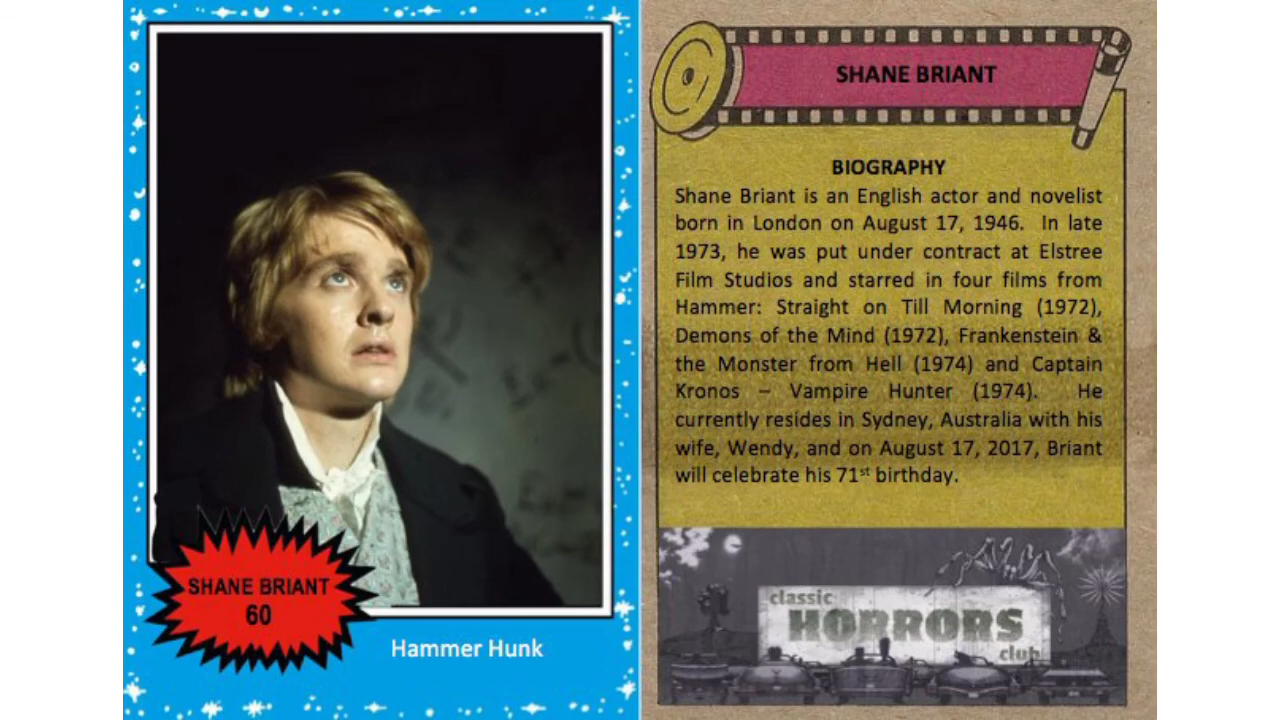 SHANE BRIANT
60
Hammer Hunk
SHANE BRIANT
BIOGRAPHY
Shane Briant is an English actor and novelist
born in London on August 17, 1946. In late
1973, he was put under contract at Elstree
Film Studios and starred in four films from
Hammer: Straight on Till Morning (1972),
Demons of the Mind (1972), Frankenstein &
the Monster from Hell (1974) and Captain
Kronos – Vampire Hunter (1974). He
currently resides in Sydney, Australia with his
wife, Wendy, and on August 17, 2017, Briant
will celebrate his 71st birthday.
classic
HORRORS
club